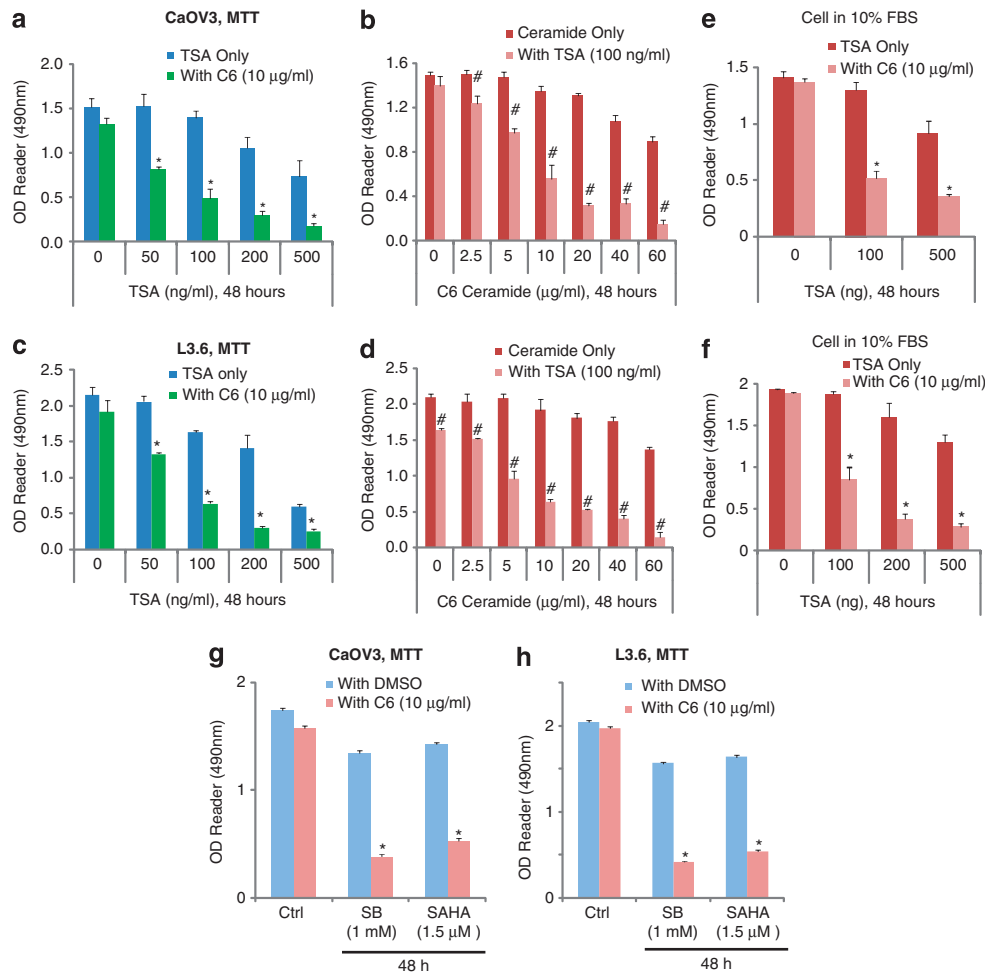 a
CaOV3, MTT
TSA Only
With C6 (10 µg/ml)
OD Reader (490nm)
2.0
1.5
1.0
0.5
0.0
0 50 100 200 500
TSA (ng/ml), 48 hours
* * * *
b
Ceramide Only
With TSA (100 ng/ml)
OD Reader (490nm)
1.6
1.2
0.8
0.4
0.0
0 2.5 5 10 20 40 60
C6 Ceramide (µg/ml), 48 hours
# # # # # #
e
Cell in 10% FBS
TSA Only
With C6 (10 µg/ml)
OD Reader (490nm)
1.5
1
0.5
0
0 100 500
TSA (ng), 48 hours
* *
c
L3.6, MTT
TSA only
With C6 (10 µg/ml)
OD Reader (490nm)
2.5
2.0
1.5
1.0
0.5
0.0
0 50 100 200 500
TSA (ng/ml), 48 hours
* * * *
d
Ceramide Only
With TSA (100 ng/ml)
OD Reader (490nm)
2.5
2.0
1.5
1.0
0.5
0.0
0 2.5 5 10 20 40 60
C6 Ceramide (µg/ml), 48 hours
# # # # # # #
f
Cell in 10% FBS
TSA Only
With C6 (10 µg/ml)
OD Reader (490nm)
2
1.5
1
0.5
0
0 100 200 500
TSA (ng), 48 hours
* * *
g
CaOV3, MTT
With DMSO
With C6 (10 µg/ml)
OD Reader (490nm)
2
1
0
Ctrl SB SAHA
(1 mM) (1.5 µM )
48 h
* *
h
L3.6, MTT
With DMSO
With C6 (10 µg/ml)
OD Reader (490nm)
2
1
0
Ctrl SB SAHA
(1 mM) (1.5 µM )
48 h
* *